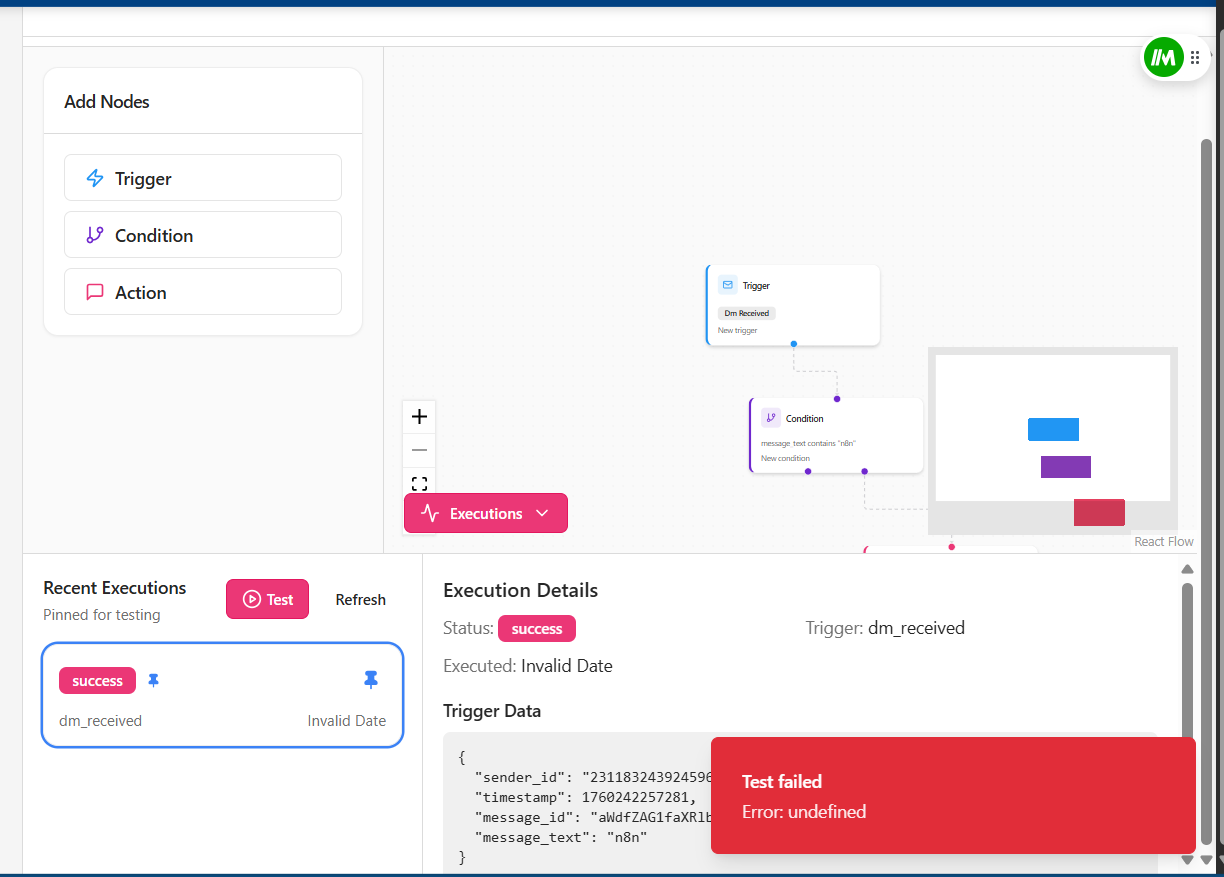 Add Nodes
Trigger
Condition
Action
Trigger
Dm Received
New trigger
Condition
message_text contains "n8n"
New condition
Executions
React Flow
Recent Executions
Pinned for testing
Test
Refresh
success
dm_received
Invalid Date
Execution Details
Status: success
Trigger: dm_received
Executed: Invalid Date
Trigger Data
{
"sender_id": "231183243924596
"timestamp": 1760242257281,
"message_id": "aWdfZAG1faXRlb
"message_text": "n8n"
}
Test failed
Error: undefined